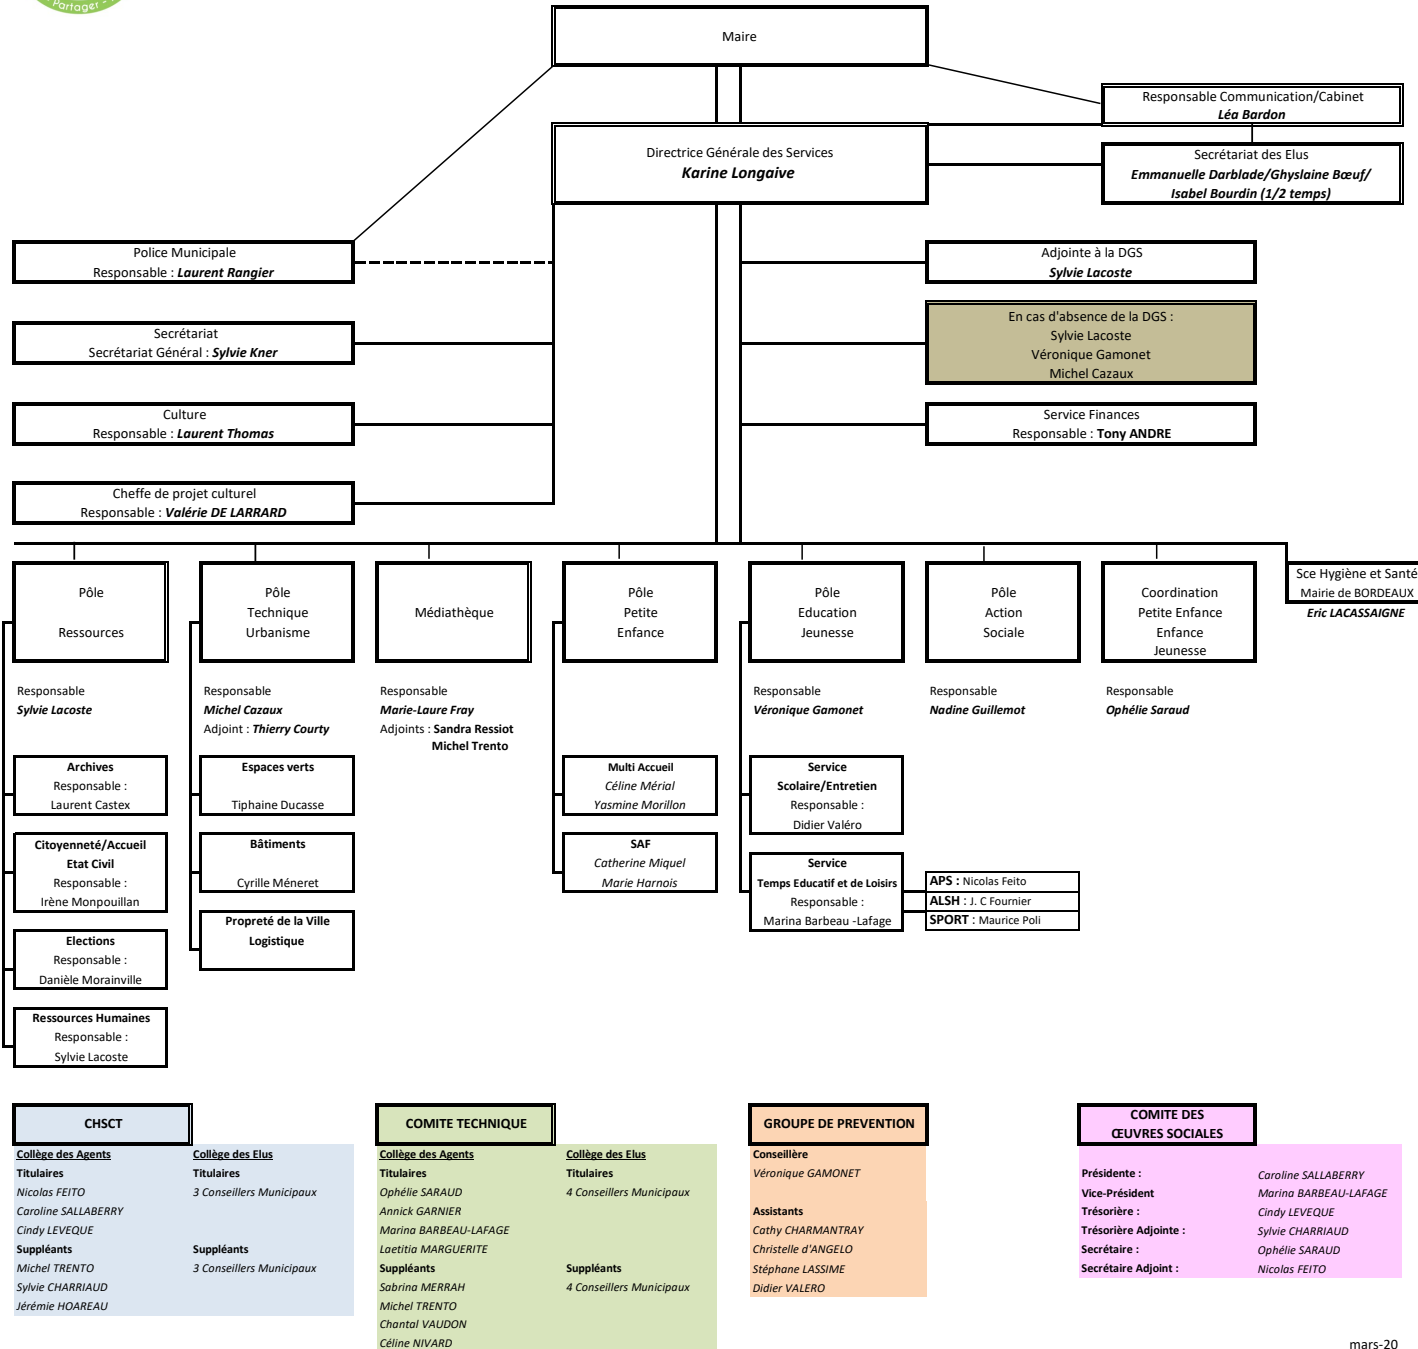 Partager -
Maire
Responsable Communication/Cabinet
Léa Bardon
Directrice Générale des Services
Karine Longaive
Secrétariat des Elus
Emmanuelle Darblade/Ghyslaine Bœuf/
Isabel Bourdin (1/2 temps)
Police Municipale
Responsable : Laurent Rangier
Adjointe à la DGS
Sylvie Lacoste
Secrétariat
Secrétariat Général : Sylvie Kner
En cas d'absence de la DGS :
Sylvie Lacoste
Véronique Gamonet
Michel Cazaux
Culture
Responsable : Laurent Thomas
Service Finances
Responsable : Tony ANDRE
Cheffe de projet culturel
Responsable : Valérie DE LARRARD
Pôle
Ressources
Responsable
Sylvie Lacoste
Archives
Responsable :
Laurent Castex
Citoyenneté/Accueil
Etat Civil
Responsable :
Irène Monpouillan
Elections
Responsable :
Danièle Morainville
Ressources Humaines
Responsable :
Sylvie Lacoste
Pôle
Technique
Urbanisme
Responsable
Michel Cazaux
Adjoint : Thierry Courty
Espaces verts
Tiphaine Ducasse
Bâtiments
Cyrille Méneret
Propreté de la Ville
Logistique
Médiathèque
Responsable
Marie-Laure Fray
Adjoints : Sandra Ressiot
Michel Trento
Pôle
Petite
Enfance
Multi Accueil
Céline Mérial
Yasmine Morillon
SAF
Catherine Miquel
Marie Harnois
Pôle
Education
Jeunesse
Responsable
Véronique Gamonet
Service
Scolaire/Entretien
Responsable :
Didier Valéro
Service
Temps Educatif et de Loisirs
Responsable :
Marina Barbeau -Lafage
APS : Nicolas Feito
ALSH : J. C Fournier
SPORT : Maurice Poli
Pôle
Action
Sociale
Responsable
Nadine Guillemot
Coordination
Petite Enfance
Enfance
Jeunesse
Responsable
Ophélie Saraud
Sce Hygiène et Santé
Mairie de BORDEAUX
Eric LACASSAIGNE
CHSCT
Collège des Agents
Titulaires
Nicolas FEITO
Caroline SALLABERRY
Cindy LEVEQUE
Suppléants
Michel TRENTO
Sylvie CHARRIAUD
Jérémie HOAREAU
Collège des Elus
Titulaires
3 Conseillers Municipaux
Suppléants
3 Conseillers Municipaux
COMITE TECHNIQUE
Collège des Agents
Titulaires
Ophélie SARAUD
Annick GARNIER
Marina BARBEAU-LAFAGE
Laetitia MARGUERITE
Suppléants
Sabrina MERRAH
Michel TRENTO
Chantal VAUDON
Céline NIVARD
Collège des Elus
Titulaires
4 Conseillers Municipaux
Suppléants
4 Conseillers Municipaux
GROUPE DE PREVENTION
Conseillère
Véronique GAMONET
Assistants
Cathy CHARMANTRAY
Christelle d'ANGELO
Stéphane LASSIME
Didier VALERO
COMITE DES
ŒUVRES SOCIALES
Présidente : Caroline SALLABERRY
Vice-Président Marina BARBEAU-LAFAGE
Trésorière : Cindy LEVEQUE
Trésorière Adjointe : Sylvie CHARRIAUD
Secrétaire : Ophélie SARAUD
Secrétaire Adjoint : Nicolas FEITO
mars-20